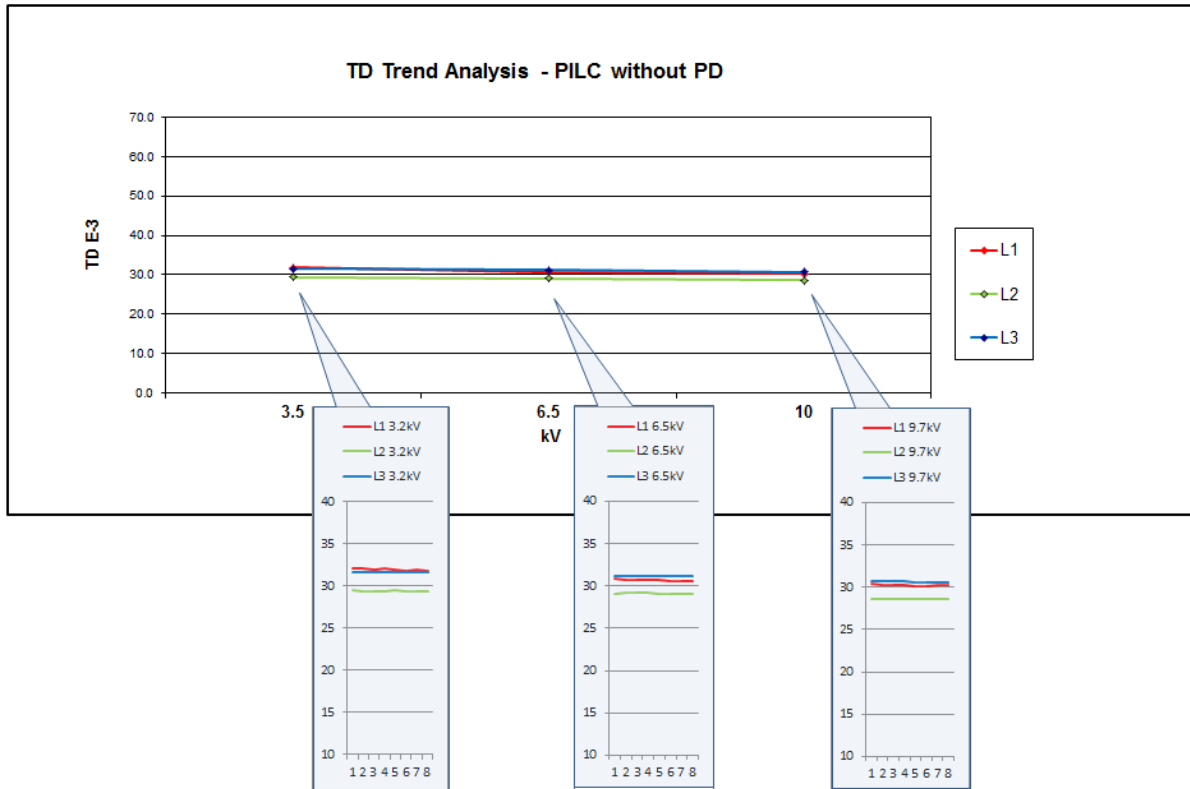 TD Trend Analysis - PILC without PD
70.0
60.0
50.0
40.0
30.0
20.0
10.0
0.0
TD E-3
3.5
6.5
10
kV
L1
L2
L3
L1 3.2kV
L2 3.2kV
L3 3.2kV
40
35
30
25
20
15
10
1 2 3 4 5 6 7 8
L1 6.5kV
L2 6.5kV
L3 6.5kV
40
35
30
25
20
15
10
1 2 3 4 5 6 7 8
L1 9.7kV
L2 9.7kV
L3 9.7kV
40
35
30
25
20
15
10
1 2 3 4 5 6 7 8